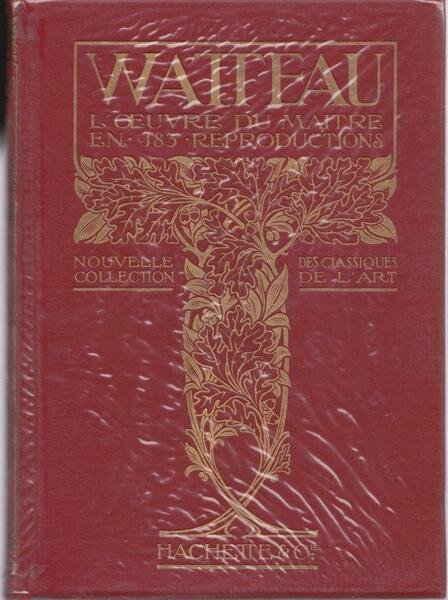 WATTEAU
L'ŒUVRE DU MAITRE
EN · 183 · REPRODUCTIONS
NOUVELLE COLLECTION
DES CLASSIQUES DE L'ART
HACHETTE & Cie